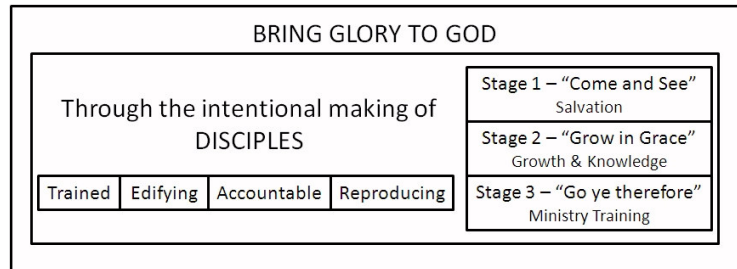 BRING GLORY TO GOD
Through the intentional making of
DISCIPLES
Trained
Edifying
Accountable
Reproducing
Stage 1 – “Come and See”
Salvation
Stage 2 – “Grow in Grace”
Growth & Knowledge
Stage 3 – “Go ye therefore”
Ministry Training